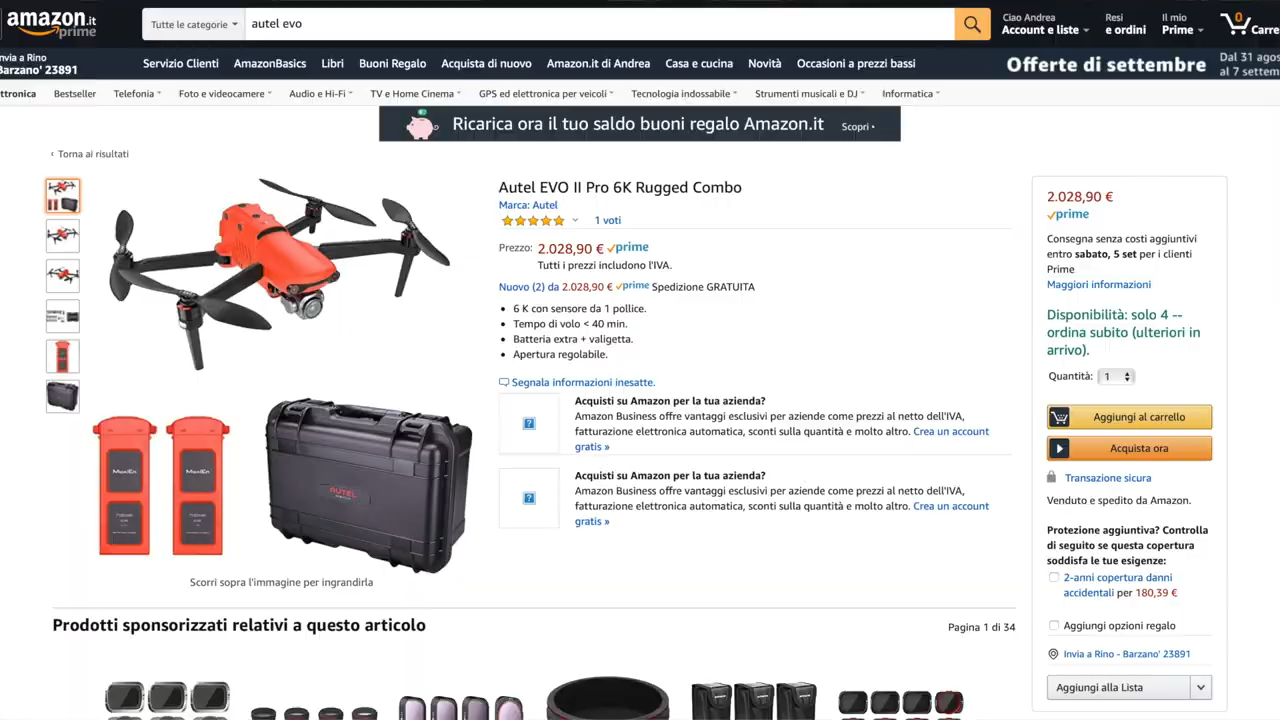 amazon.it
prime
Tutte le categorie
autel evo
Ciao Andrea
Account e liste
Resi
e ordini
Il mio
Prime
0
Carre
nvia a Rino
Barzano' 23891
Servizio Clienti
AmazonBasics
Libri
Buoni Regalo
Acquista di nuovo
Amazon.it di Andrea
Casa e cucina
Novità
Occasioni a prezzi bassi
Offerte di settembre
Dal 31 agos
al 7 settem
ttronica
Bestseller
Telefonia
Foto e videocamere
Audio e Hi-Fi
TV e Home Cinema
GPS ed elettronica per veicoli
Tecnologia indossabile
Strumenti musicali e DJ
Informatica
Ricarica ora il tuo saldo buoni regalo Amazon.it
Scopri ›
‹ Torna ai risultati
Autel EVO II Pro 6K Rugged Combo
Marca: Autel
1 voti
Prezzo: 2.028,90 € prime
Tutti i prezzi includono l'IVA.
Nuovo (2) da 2.028,90 € prime Spedizione GRATUITA
• 6 K con sensore da 1 pollice.
• Tempo di volo < 40 min.
• Batteria extra + valigetta.
• Apertura regolabile.
Segnala informazioni inesatte.
Acquisti su Amazon per la tua azienda?
Amazon Business offre vantaggi esclusivi per aziende come prezzi al netto dell'IVA,
fatturazione elettronica automatica, sconti sulla quantità e molto altro. Crea un account
gratis »
Acquisti su Amazon per la tua azienda?
Amazon Business offre vantaggi esclusivi per aziende come prezzi al netto dell'IVA,
fatturazione elettronica automatica, sconti sulla quantità e molto altro. Crea un account
gratis »
AUTEL
Scorri sopra l'immagine per ingrandirla
2.028,90 €
prime
Consegna senza costi aggiuntivi
entro sabato, 5 set per i clienti
Prime
Maggiori informazioni
Disponibilità: solo 4 --
ordina subito (ulteriori in
arrivo).
Quantità: 1
Aggiungi al carrello
Acquista ora
Transazione sicura
Venduto e spedito da Amazon.
Protezione aggiuntiva? Controlla
di seguito se questa copertura
soddisfa le tue esigenze:
2-anni copertura danni
accidentali per 180,39 €
Aggiungi opzioni regalo
Invia a Rino - Barzano' 23891
Aggiungi alla Lista
Prodotti sponsorizzati relativi a questo articolo
Pagina 1 di 34